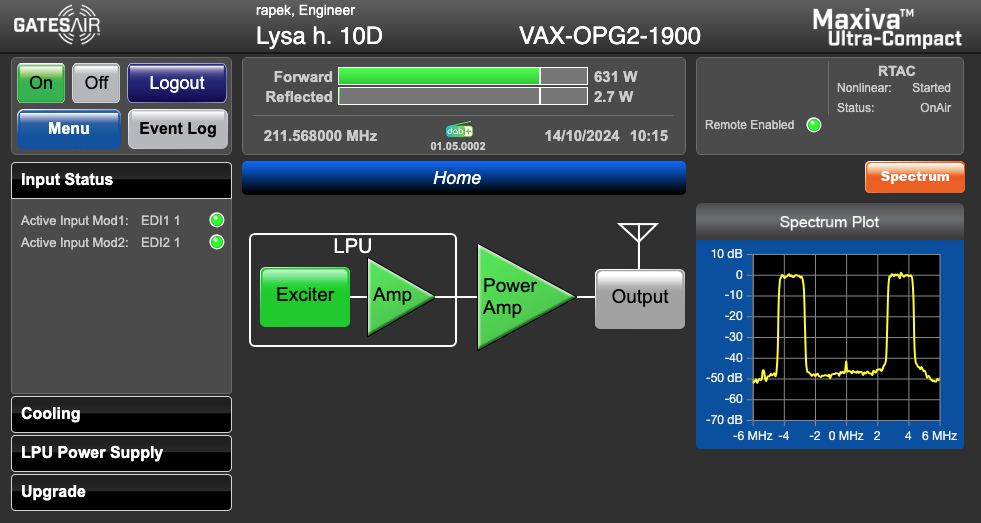 GATESAIR
rapek, Engineer
Lysa h. 10D
VAX-OPG2-1900
Maxiva™
Ultra-Compact
On
Off
Logout
Menu
Event Log
Forward
631 W
Reflected
2.7 W
211.568000 MHz
dab+
01.05.0002
14/10/2024 10:15
RTAC
Nonlinear: Started
Status: OnAir
Remote Enabled
Input Status
Active Input Mod1: EDI1 1
Active Input Mod2: EDI2 1
Cooling
LPU Power Supply
Upgrade
Home
LPU
Exciter
Amp
Power
Amp
Output
Spectrum
Spectrum Plot
10 dB
0
-10
-20
-30
-40
-50 dB
-60
-70 dB
-6 MHz -4 -2 0 MHz 2 4 6 MHz